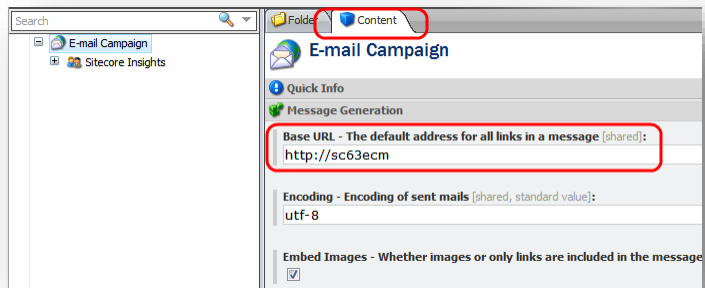 Search
E-mail Campaign
Sitecore Insights
Folder
Content
E-mail Campaign
Quick Info
Message Generation
Base URL - The default address for all links in a message [shared]:
http://sc63ecm
Encoding - Encoding of sent mails [shared, standard value]:
utf-8
Embed Images - Whether images or only links are included in the message